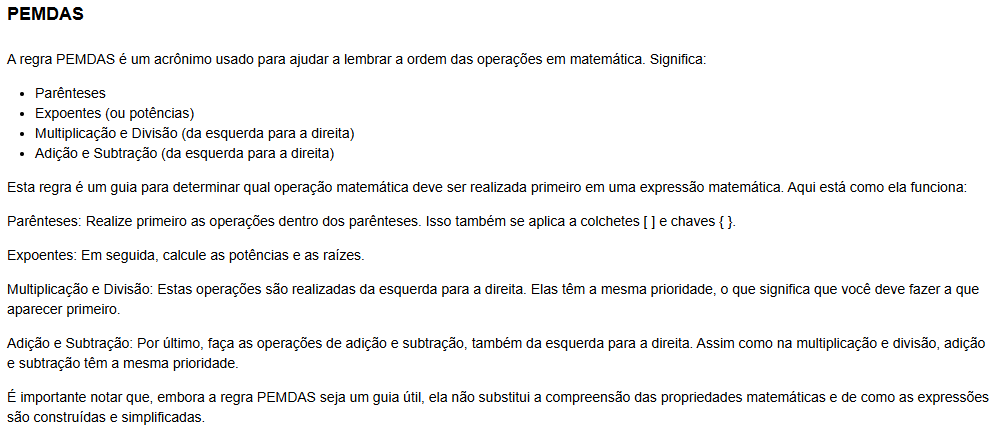 PEMDAS
A regra PEMDAS é um acrônimo usado para ajudar a lembrar a ordem das operações em matemática. Significa:
• Parênteses
• Expoentes (ou potências)
• Multiplicação e Divisão (da esquerda para a direita)
• Adição e Subtração (da esquerda para a direita)
Esta regra é um guia para determinar qual operação matemática deve ser realizada primeiro em uma expressão matemática. Aqui está como ela funciona:
Parênteses: Realize primeiro as operações dentro dos parênteses. Isso também se aplica a colchetes [ ] e chaves { }.
Expoentes: Em seguida, calcule as potências e as raízes.
Multiplicação e Divisão: Estas operações são realizadas da esquerda para a direita. Elas têm a mesma prioridade, o que significa que você deve fazer a que
aparecer primeiro.
Adição e Subtração: Por último, faça as operações de adição e subtração, também da esquerda para a direita. Assim como na multiplicação e divisão, adição
e subtração têm a mesma prioridade.
É importante notar que, embora a regra PEMDAS seja um guia útil, ela não substitui a compreensão das propriedades matemáticas e de como as expressões
são construídas e simplificadas.